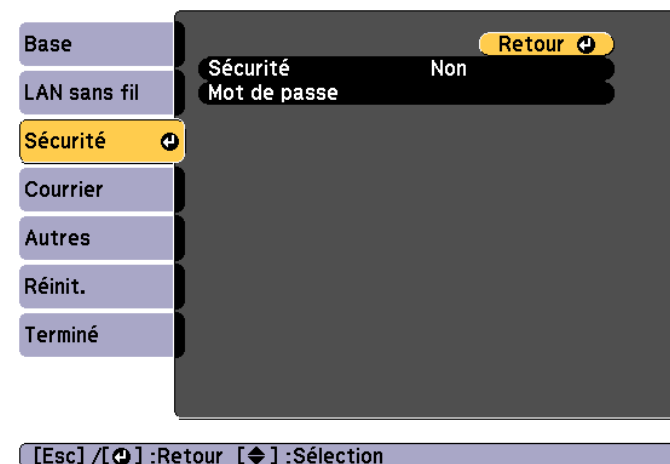 Base
LAN sans fil
Sécurité
Courrier
Autres
Réinit.
Terminé
Retour
Sécurité Non
Mot de passe
[Esc] /[ ] :Retour [ ] :Sélection